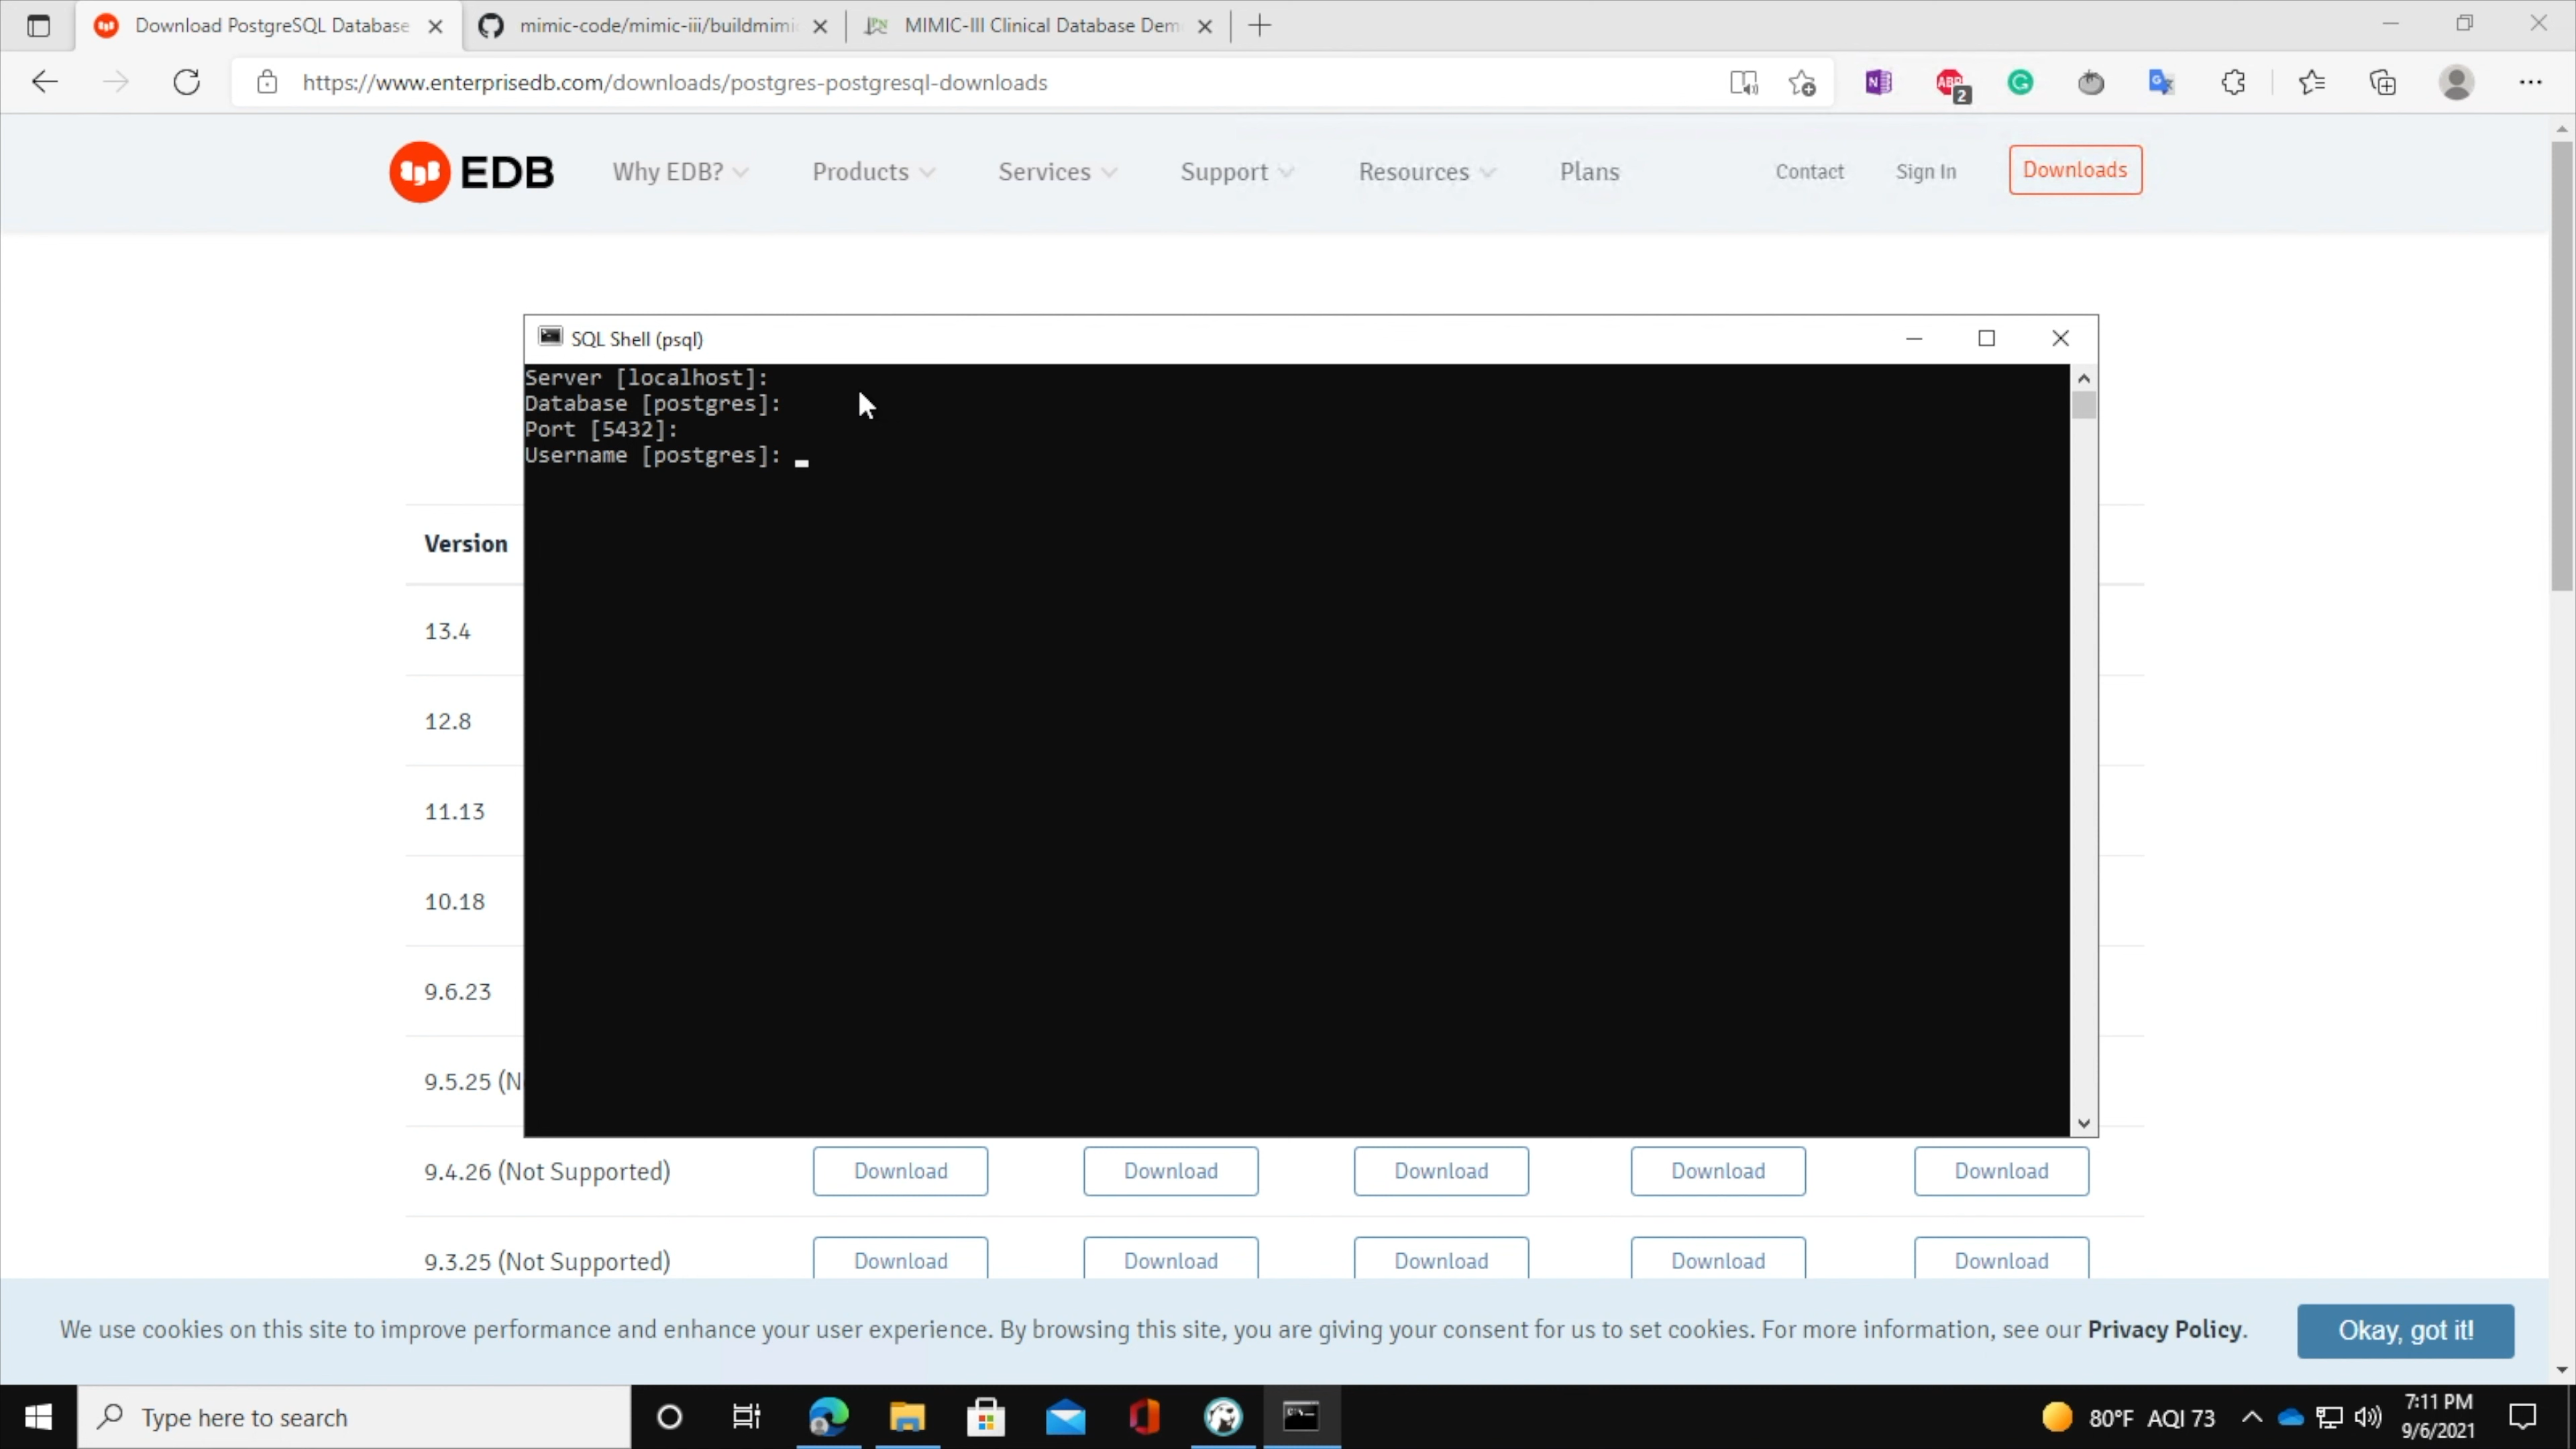 Download PostgreSQL Database
mimic-code/mimic-iii/buildmimi
MIMIC-III Clinical Database Dem
https://www.enterprisedb.com/downloads/postgres-postgresql-downloads
ABP
2
EDB
Why EDB?
Products
Services
Support
Resources
Plans
Contact
Sign In
Downloads
SQL Shell (psql)
Server [localhost]:
Database [postgres]:
Port [5432]:
Username [postgres]:
Version
13.4
12.8
11.13
10.18
9.6.23
9.5.25 (N
9.4.26 (Not Supported) Download Download Download Download Download
9.3.25 (Not Supported) Download Download Download Download Download
We use cookies on this site to improve performance and enhance your user experience. By browsing this site, you are giving your consent for us to set cookies. For more information, see our Privacy Policy.
Okay, got it!
Type here to search
80°F AQI 73
7:11 PM
9/6/2021